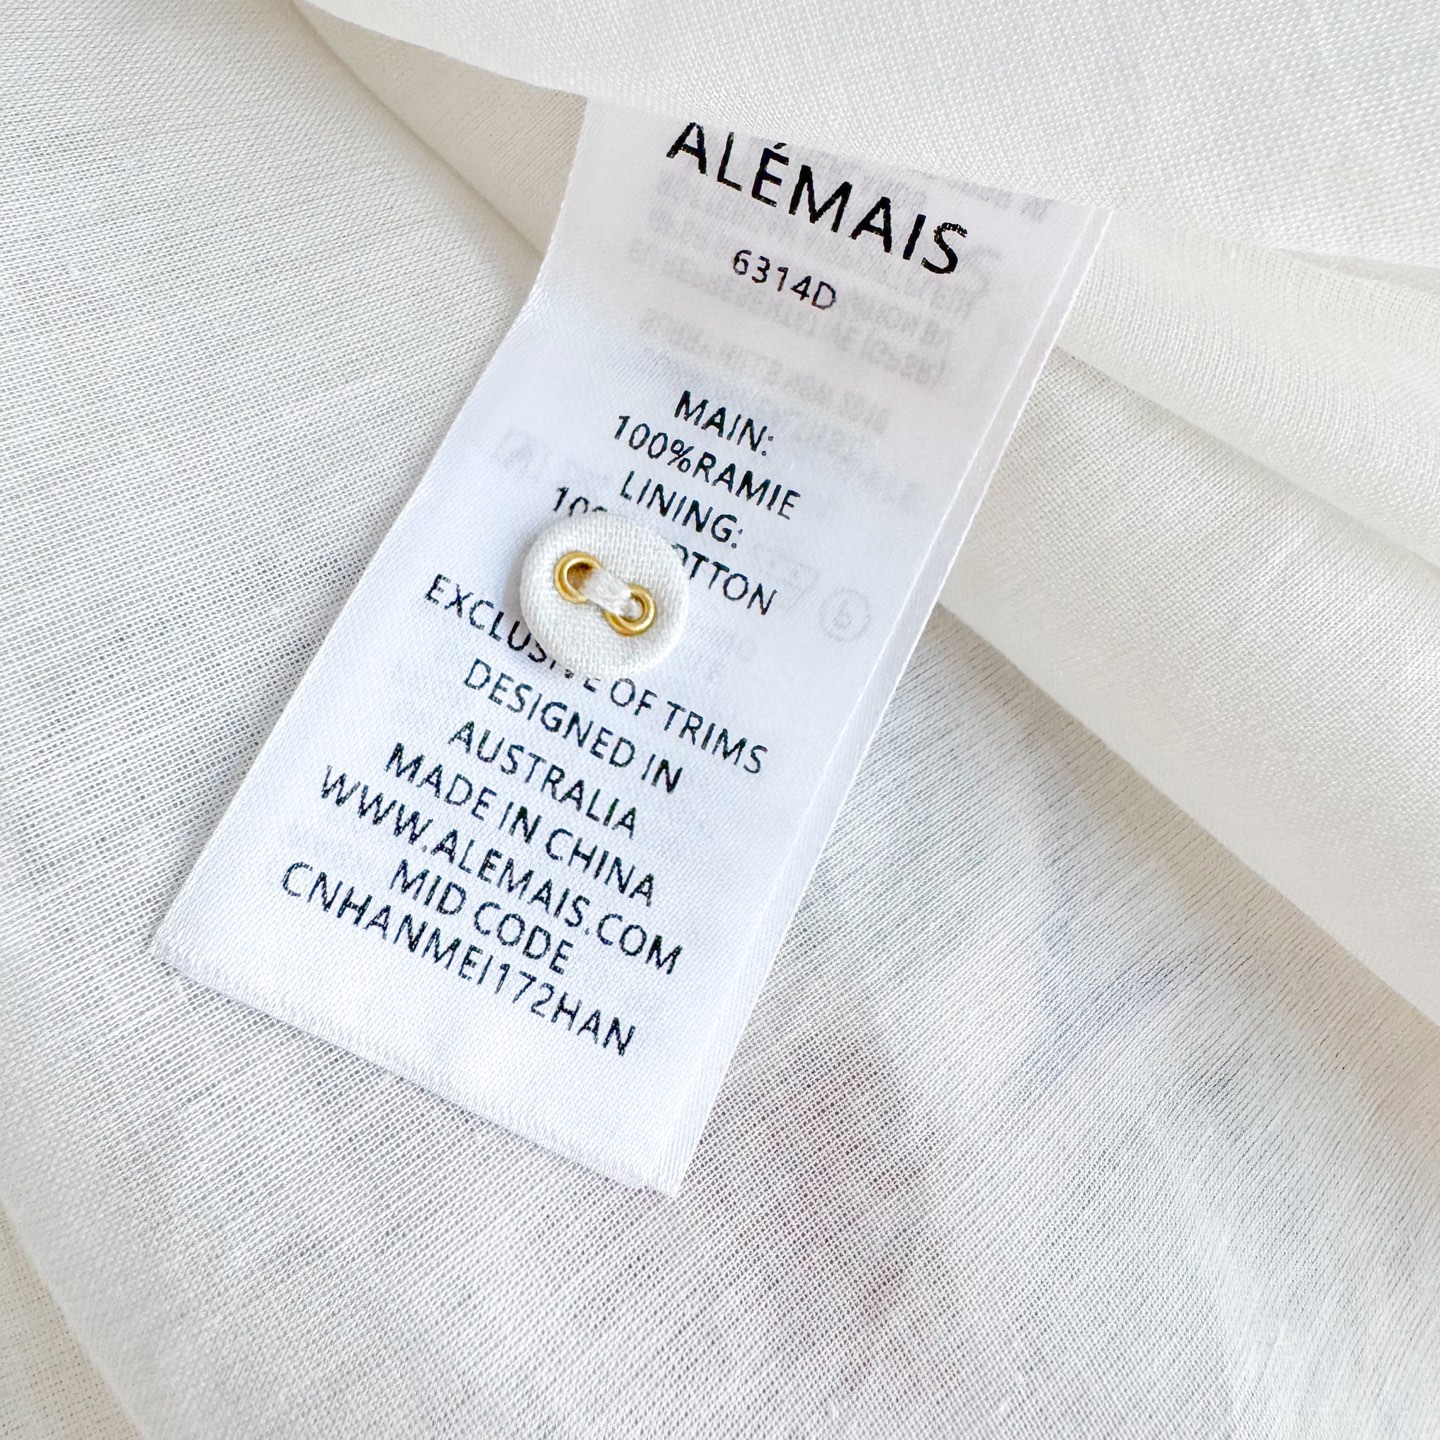 ALÉMAIS
6314D
MAIN:
100%RAMIE
LINING:
EXCLUSIVE OF TRIMS
DESIGNED IN
AUSTRALIA
MADE IN CHINA
WWW.ALEMAIS.COM
MID CODE
CNHANMEI172HAN